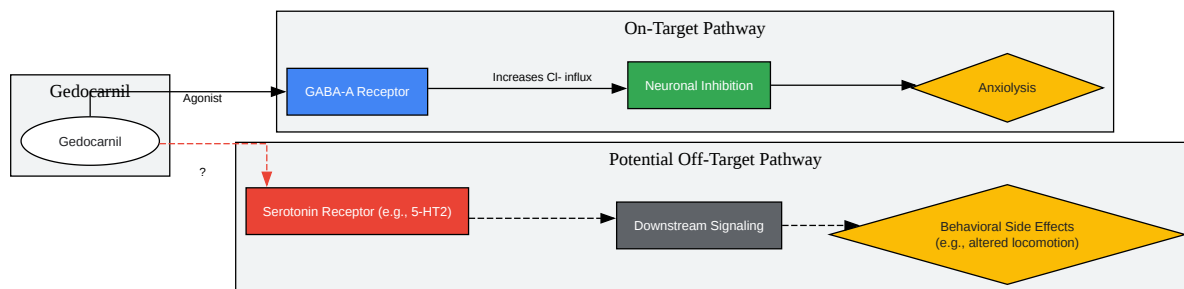 On-Target Pathway
Gedocarnil
Agonist
GABA-A Receptor
Increases Cl- influx
Neuronal Inhibition
Anxiolysis
Gedocarnil
?
Potential Off-Target Pathway
Serotonin Receptor (e.g., 5-HT2)
Downstream Signaling
Behavioral Side Effects
(e.g., altered locomotion)